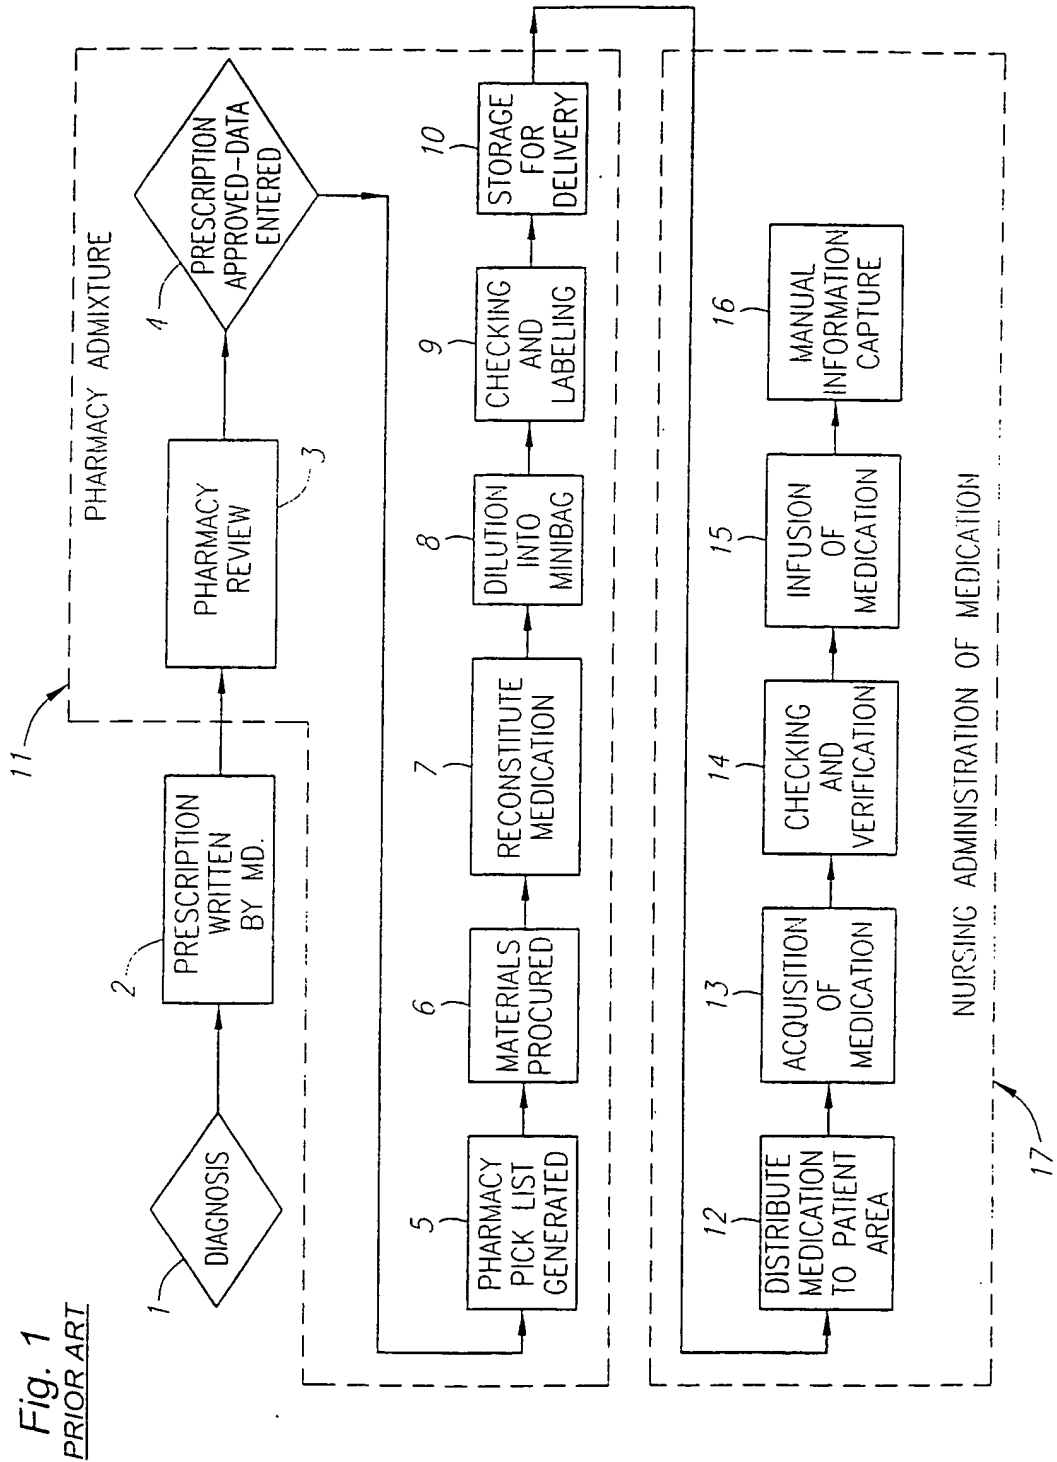 Fig. 1
PRIOR ART
11
PHARMACY ADMIXTURE
1
DIAGNOSIS
2
PRESCRIPTION
WRITTEN
BY MD.
PHARMACY
REVIEW
3
4
PRESCRIPTION
APPROVED-DATA
ENTERED
5
PHARMACY
PICK LIST
GENERATED
6
MATERIALS
PROCURED
7
RECONSTITUTE
MEDICATION
8
DILUTION
INTO
MINIBAG
9
CHECKING
AND
LABELING
10
STORAGE
FOR
DELIVERY
12
DISTRIBUTE
MEDICATION
TO PATIENT
AREA
13
ACQUISITION
OF
MEDICATION
14
CHECKING
AND
VERIFICATION
15
INFUSION
OF
MEDICATION
16
MANUAL
INFORMATION
CAPTURE
NURSING ADMINISTRATION OF MEDICATION
17